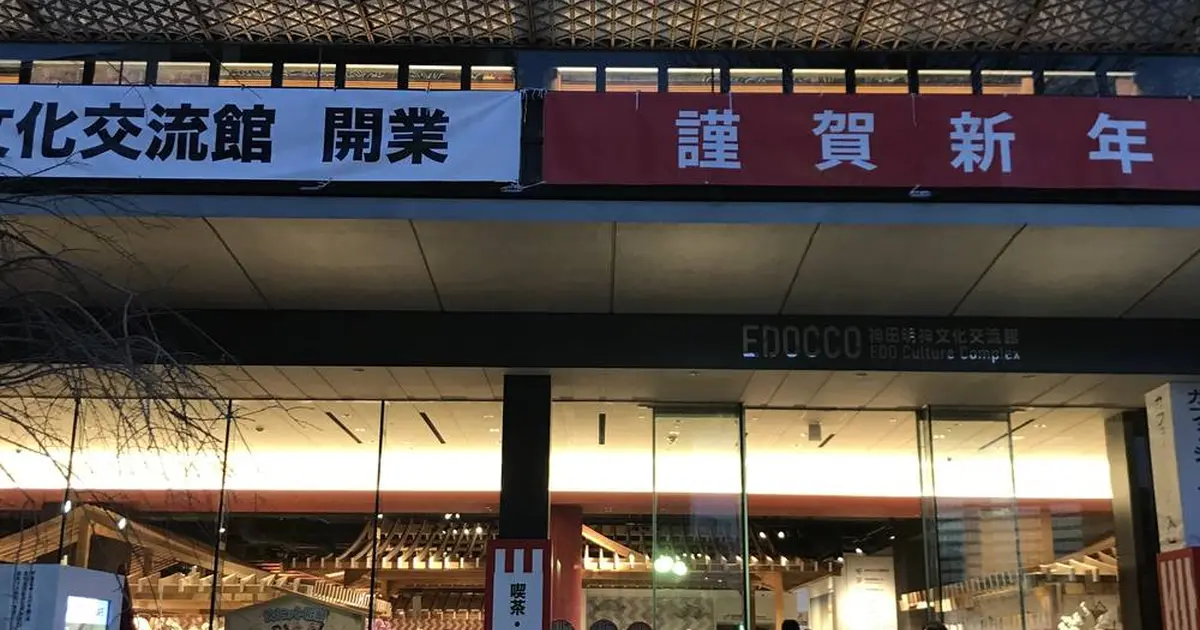 文化交流館 開業
謹賀新年
EDOCCO 神田明神文化交流館
EDO Culture Complex
喫茶・